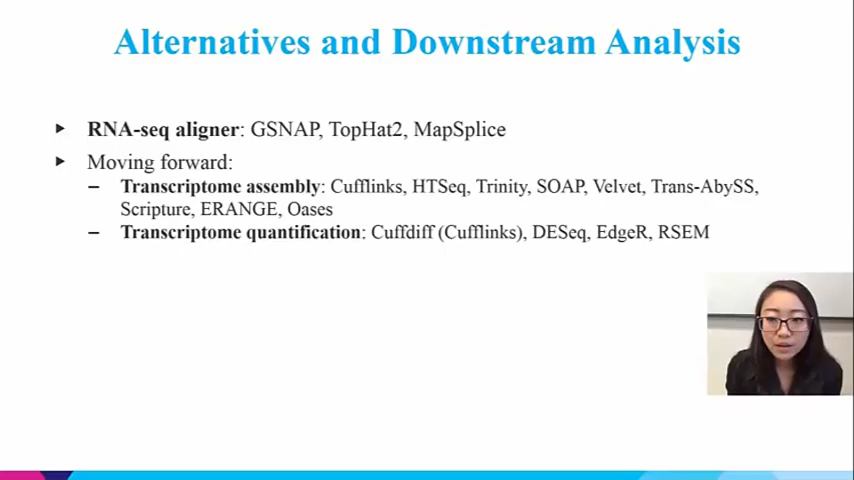 Alternatives and Downstream Analysis
RNA-seq aligner: GSNAP, TopHat2, MapSplice
Moving forward:
– Transcriptome assembly: Cufflinks, HTSeq, Trinity, SOAP, Velvet, Trans-AbySS,
Scripture, ERANGE, Oases
– Transcriptome quantification: Cuffdiff (Cufflinks), DESeq, EdgeR, RSEM